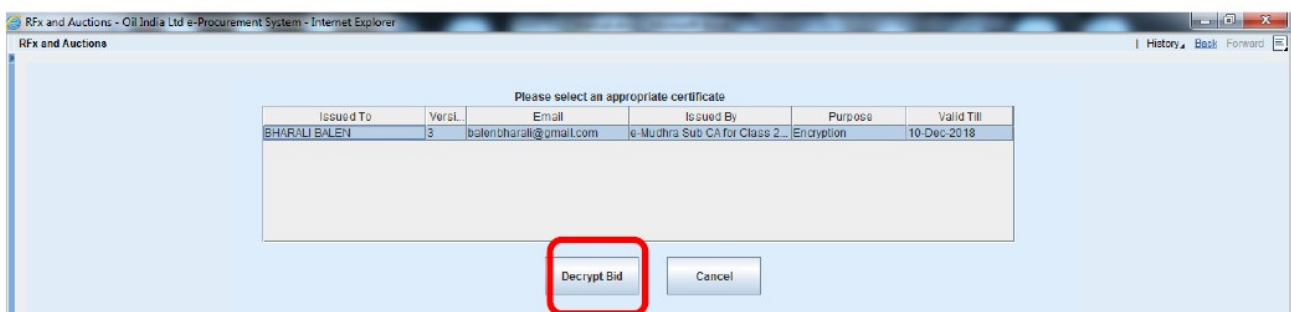 RFx and Auctions - Oil India Ltd e-Procurement System - Internet Explorer
RFx and Auctions | History Back Forward
Please select an appropriate certificate
Issued To Versi... Email Issued By Purpose Valid Till
BHARALI BALEN 3 balenbharali@gmail.com e-Mudhra Sub CA for Class 2... Encryption 10-Dec-2018
Decrypt Bid Cancel